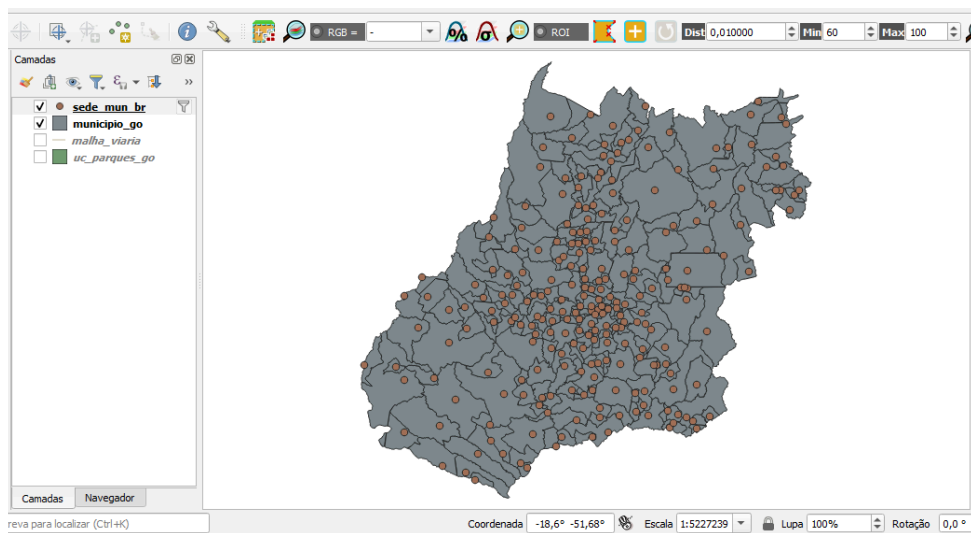 RGB = -
ROI
Dist 0,010000
Min 60
Max 100
Camadas
sede_mun_br
municipio_go
malha_viaria
uc_parques_go
Camadas Navegador
reva para localizar (Ctrl+K)
Coordenada -18,6° -51,68° Escala 1:5227239 Lupa 100% Rotação 0,0 °